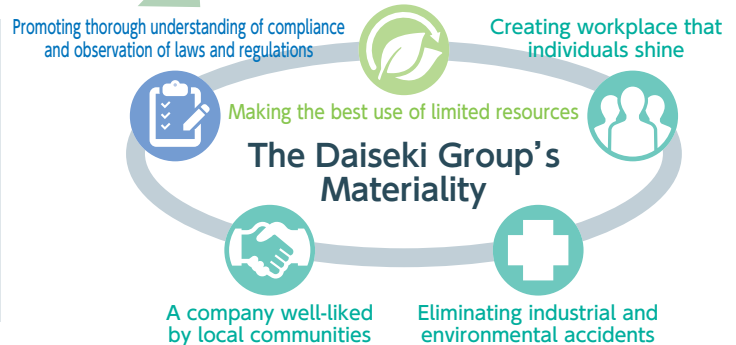 Promoting thorough understanding of compliance
and observation of laws and regulations
Creating workplace that
individuals shine
Making the best use of limited resources
The Daiseki Group's
Materiality
A company well-liked
by local communities
Eliminating industrial and
environmental accidents